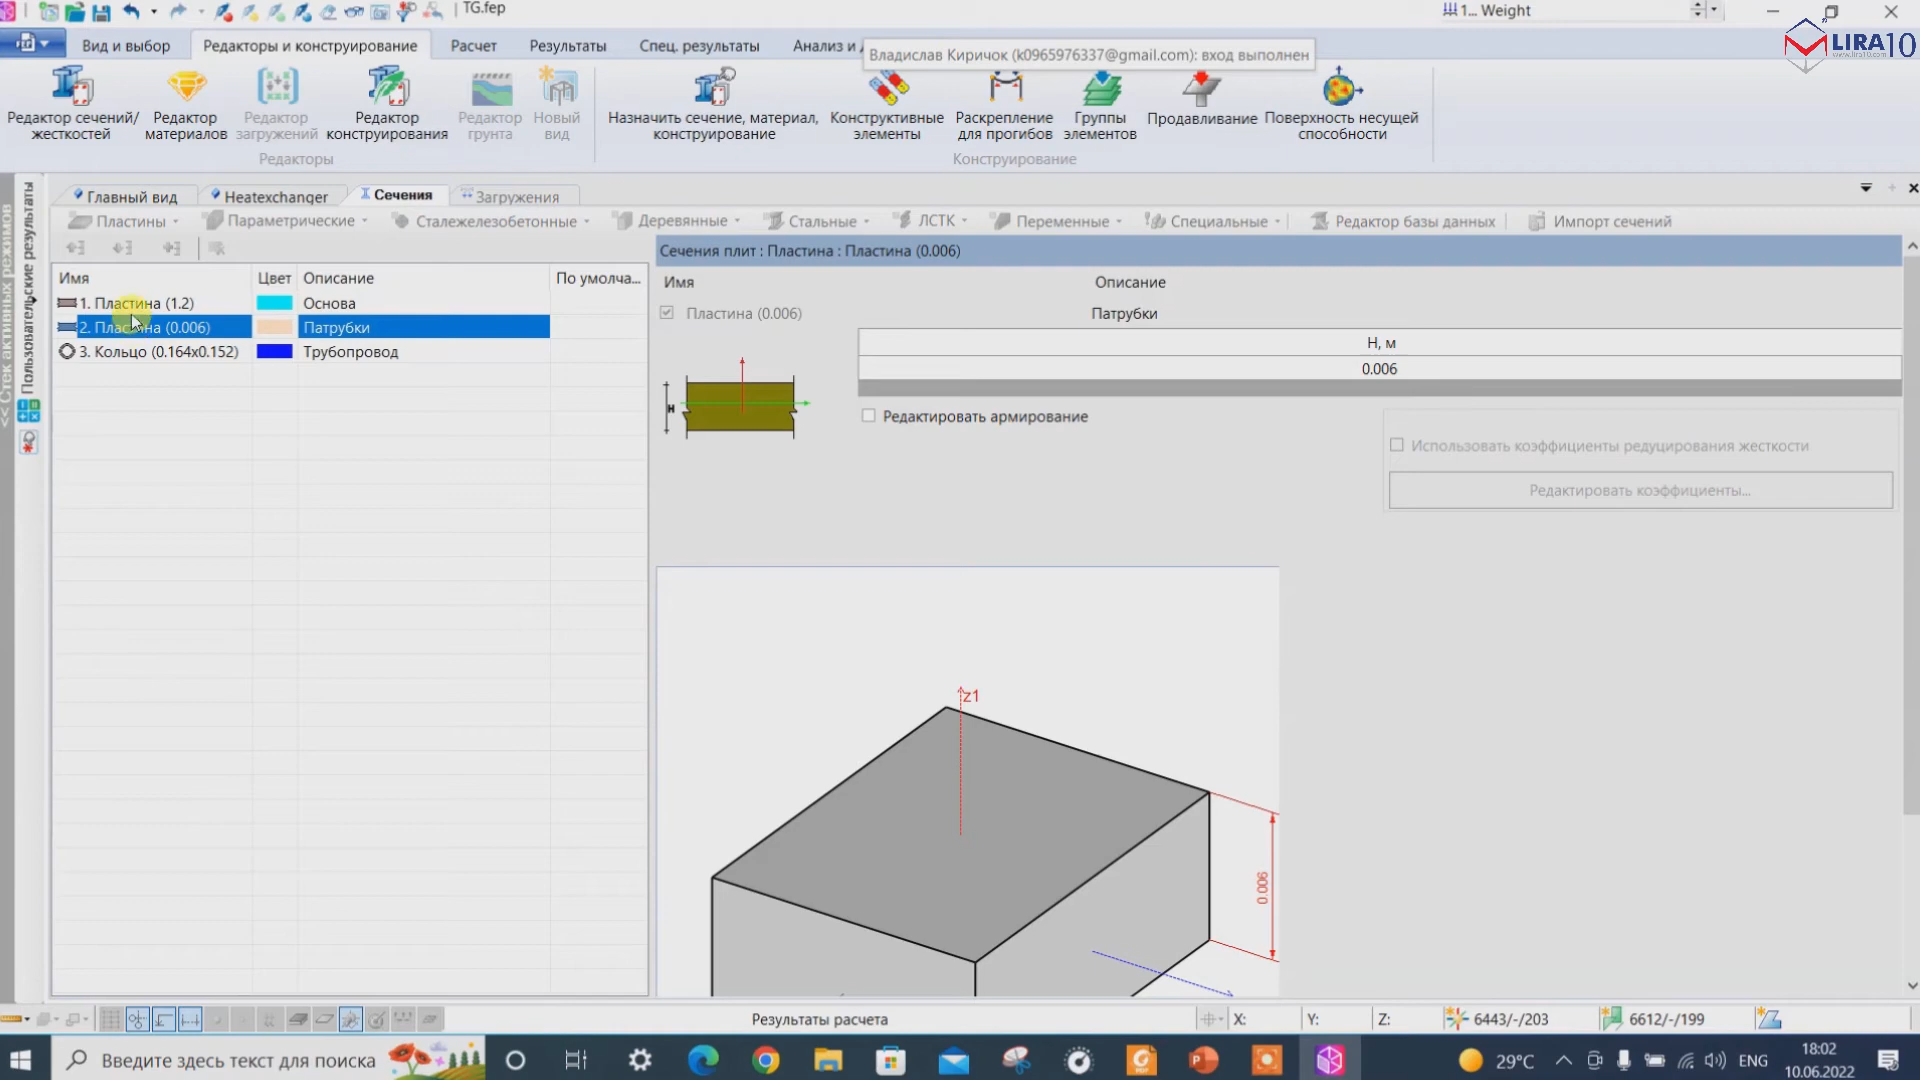 TG.fep
1... Weight
LIRA10
www.lira10.com
Вид и выбор
Редакторы и конструирование
Расчет
Результаты
Спец. результаты
Анализ и
Владислав Киричок (k0965976337@gmail.com): вход выполнен
Редактор сечений/
жесткостей
Редактор
материалов
Редактор
загружений
Редактор
конструирования
Редактор
грунта
Новый
вид
Назначить сечение, материал,
конструирование
Конструктивные
элементы
Раскрепление
для прогибов
Группы
элементов
Продавливание
Поверхность несущей
способности
Редакторы
Конструирование
Главный вид
Heatexchanger
Сечения
Загружения
Пластины
Параметрические
Сталежелезобетонные
Деревянные
Стальные
ЛСТК
Переменные
Специальные
Редактор базы данных
Импорт сечений
<< Стек активных режимов
Пользовательские результаты
Имя
Цвет
Описание
По умолча...
1. Пластина (1.2)
Основа
2. Пластина (0.006)
Патрубки
3. Кольцо (0.164x0.152)
Трубопровод
Сечения плит : Пластина : Пластина (0.006)
Имя
Описание
Пластина (0.006)
Патрубки
H, м
0.006
H
Редактировать армирование
Использовать коэффициенты редуцирования жесткости
Редактировать коэффициенты...
z1
0.006
Результаты расчета
X:
Y:
Z:
6443/-/203
6612/-/199
Введите здесь текст для поиска
29°C
ENG
18:02
10.06.2022